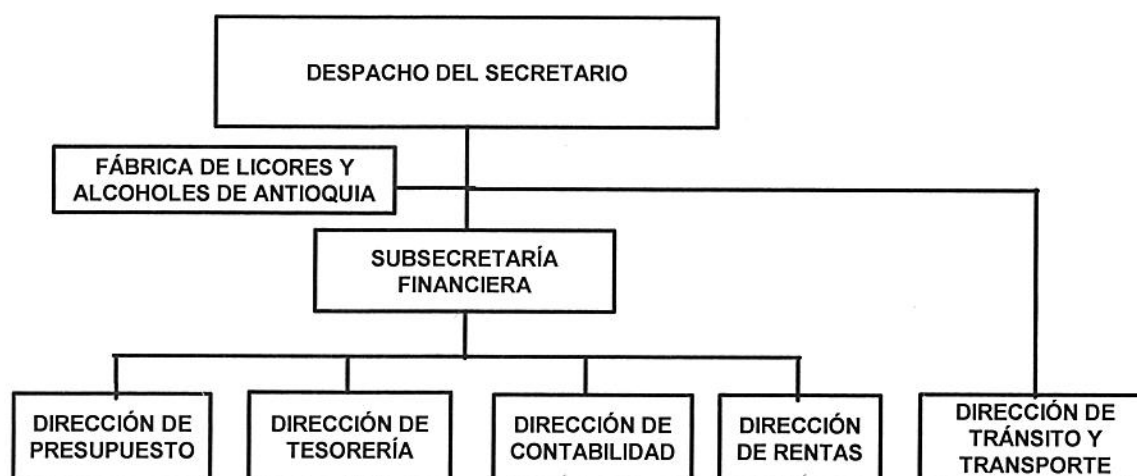 DESPACHO DEL SECRETARIO
FÁBRICA DE LICORES Y
ALCOHOLES DE ANTIOQUIA
SUBSECRETARÍA
FINANCIERA
DIRECCIÓN DE
PRESUPUESTO
DIRECCIÓN DE
TESORERÍA
DIRECCIÓN DE
CONTABILIDAD
DIRECCIÓN
DE RENTAS
DIRECCIÓN DE
TRÁNSITO Y
TRANSPORTE